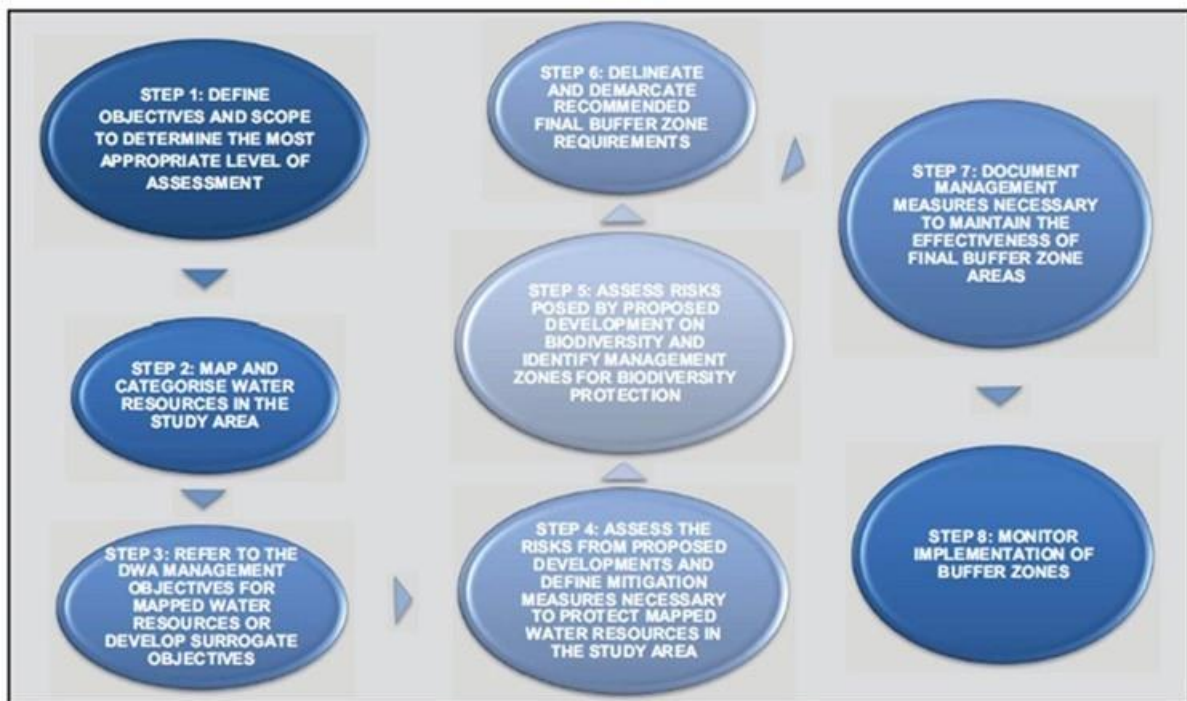 STEP 1: DEFINE
OBJECTIVES AND SCOPE
TO DETERMINE THE MOST
APPROPRIATE LEVEL OF
ASSESSMENT
STEP 2: MAP AND
CATEGORISE WATER
RESOURCES IN THE
STUDY AREA
STEP 3: REFER TO THE
DWA MANAGEMENT
OBJECTIVES FOR
MAPPED WATER
RESOURCES OR
DEVELOP SURROGATE
OBJECTIVES
STEP 4: ASSESS THE
RISKS FROM PROPOSED
DEVELOPMENTS AND
DEFINE MITIGATION
MEASURES NECESSARY
TO PROTECT MAPPED
WATER RESOURCES IN
THE STUDY AREA
STEP 5: ASSESS RISKS
POSED BY PROPOSED
DEVELOPMENT ON
BIODIVERSITY AND
IDENTIFY MANAGEMENT
ZONES FOR BIODIVERSITY
PROTECTION
STEP 6: DELINEATE
AND DEMARCATE
RECOMMENDED
FINAL BUFFER ZONE
REQUIREMENTS
STEP 7: DOCUMENT
MANAGEMENT
MEASURES NECESSARY
TO MAINTAIN THE
EFFECTIVENESS OF
FINAL BUFFER ZONE
AREAS
STEP 8: MONITOR
IMPLEMENTATION OF
BUFFER ZONES